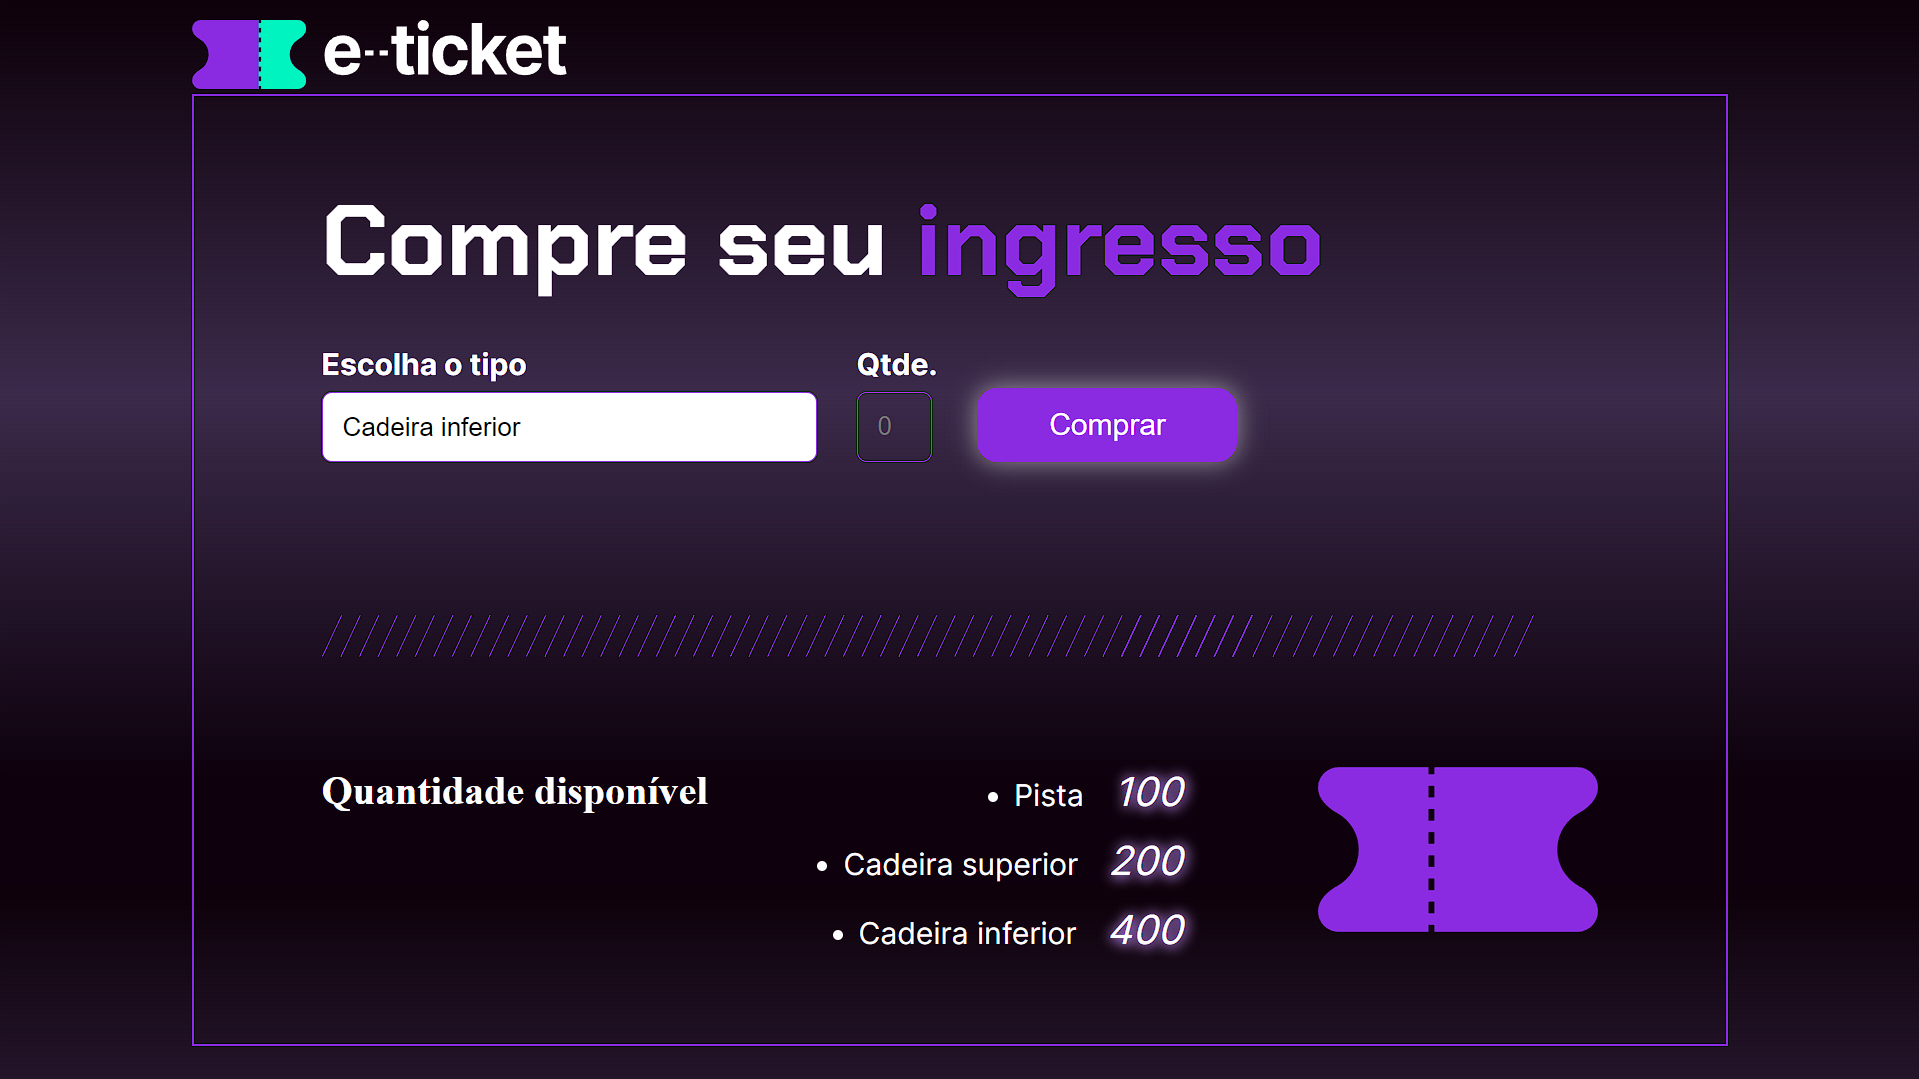 e--ticket
Compre seu ingresso
Escolha o tipo
Qtde.
Cadeira inferior
0
Comprar
Quantidade disponível
• Pista 100
• Cadeira superior 200
• Cadeira inferior 400